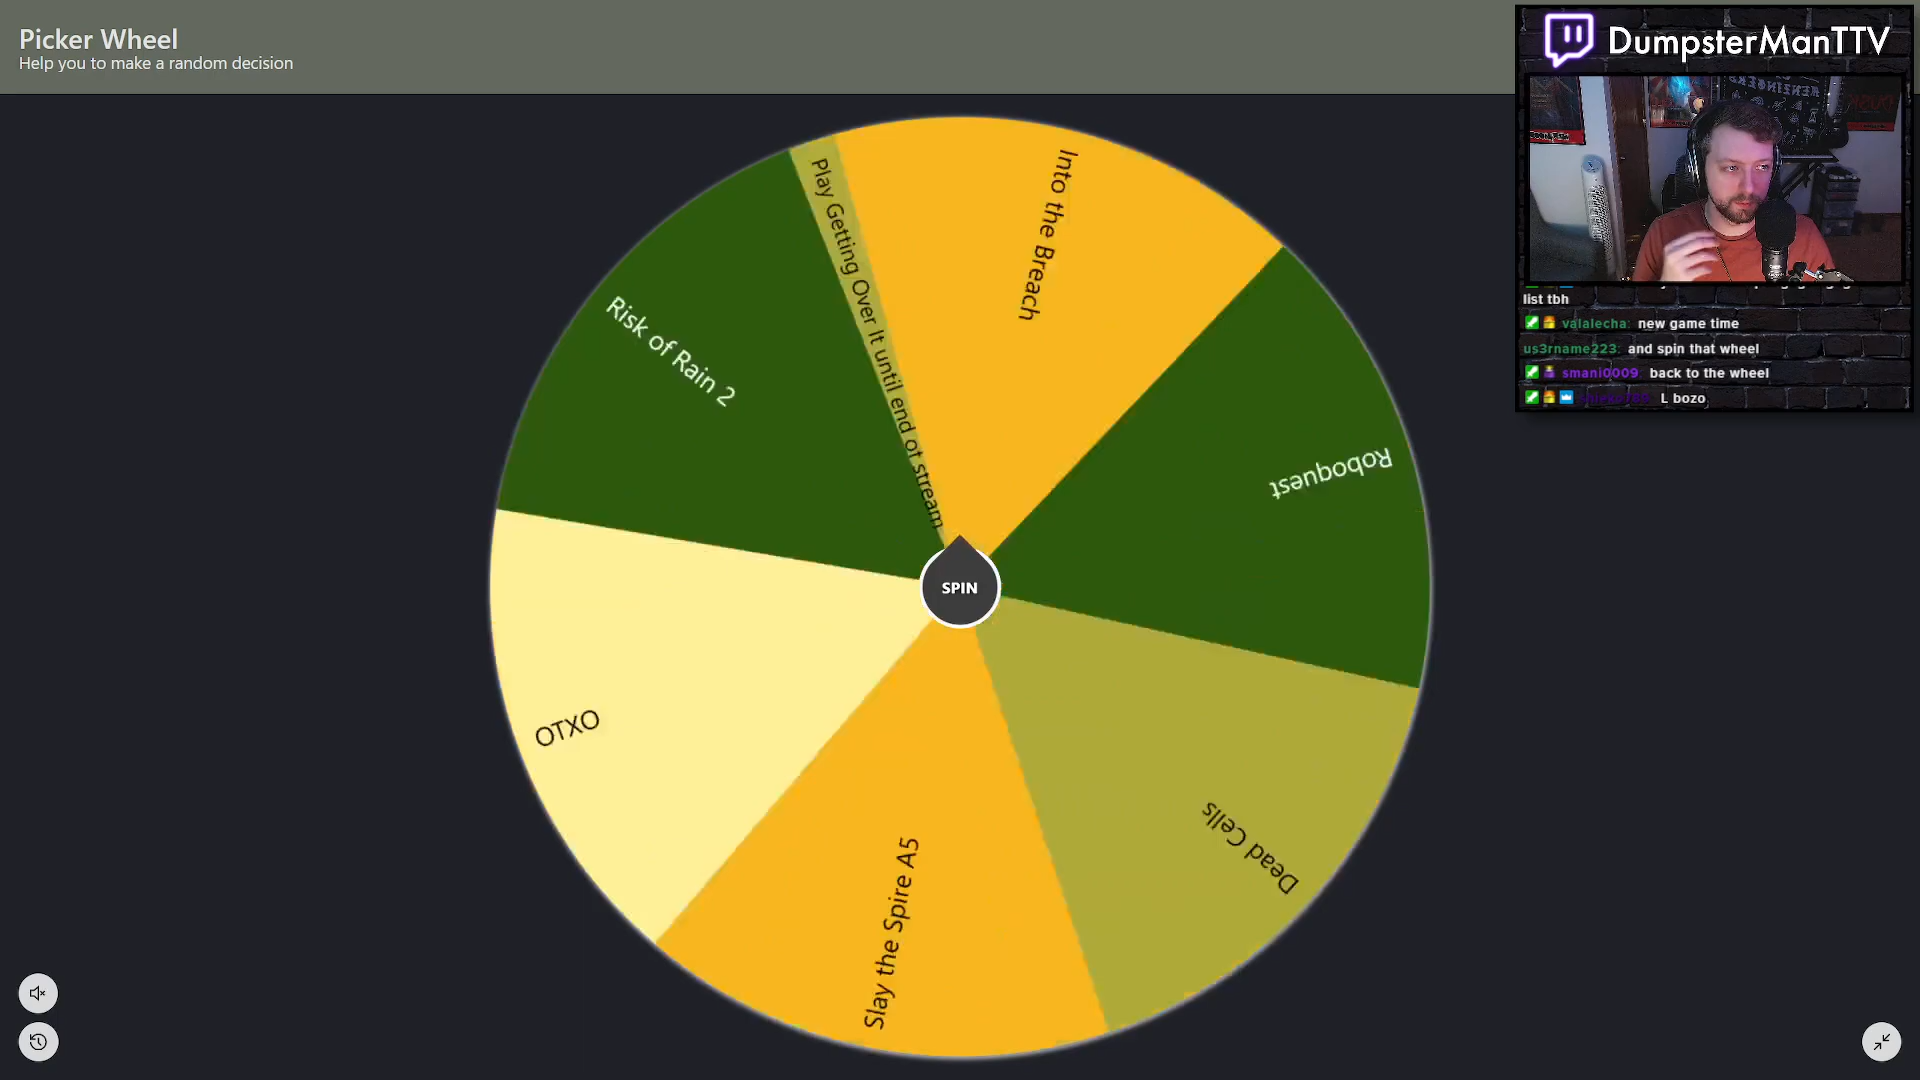 Picker Wheel
Help you to make a random decision
DumpsterManTTV
Play Getting Over It until end of stream
Into the Breach
Roboquest
Dead Cells
Slay the Spire A5
OTXO
Risk of Rain 2
SPIN
list tbh
valalecha: new game time
us3rname223: and spin that wheel
smani0009: back to the wheel
L bozo